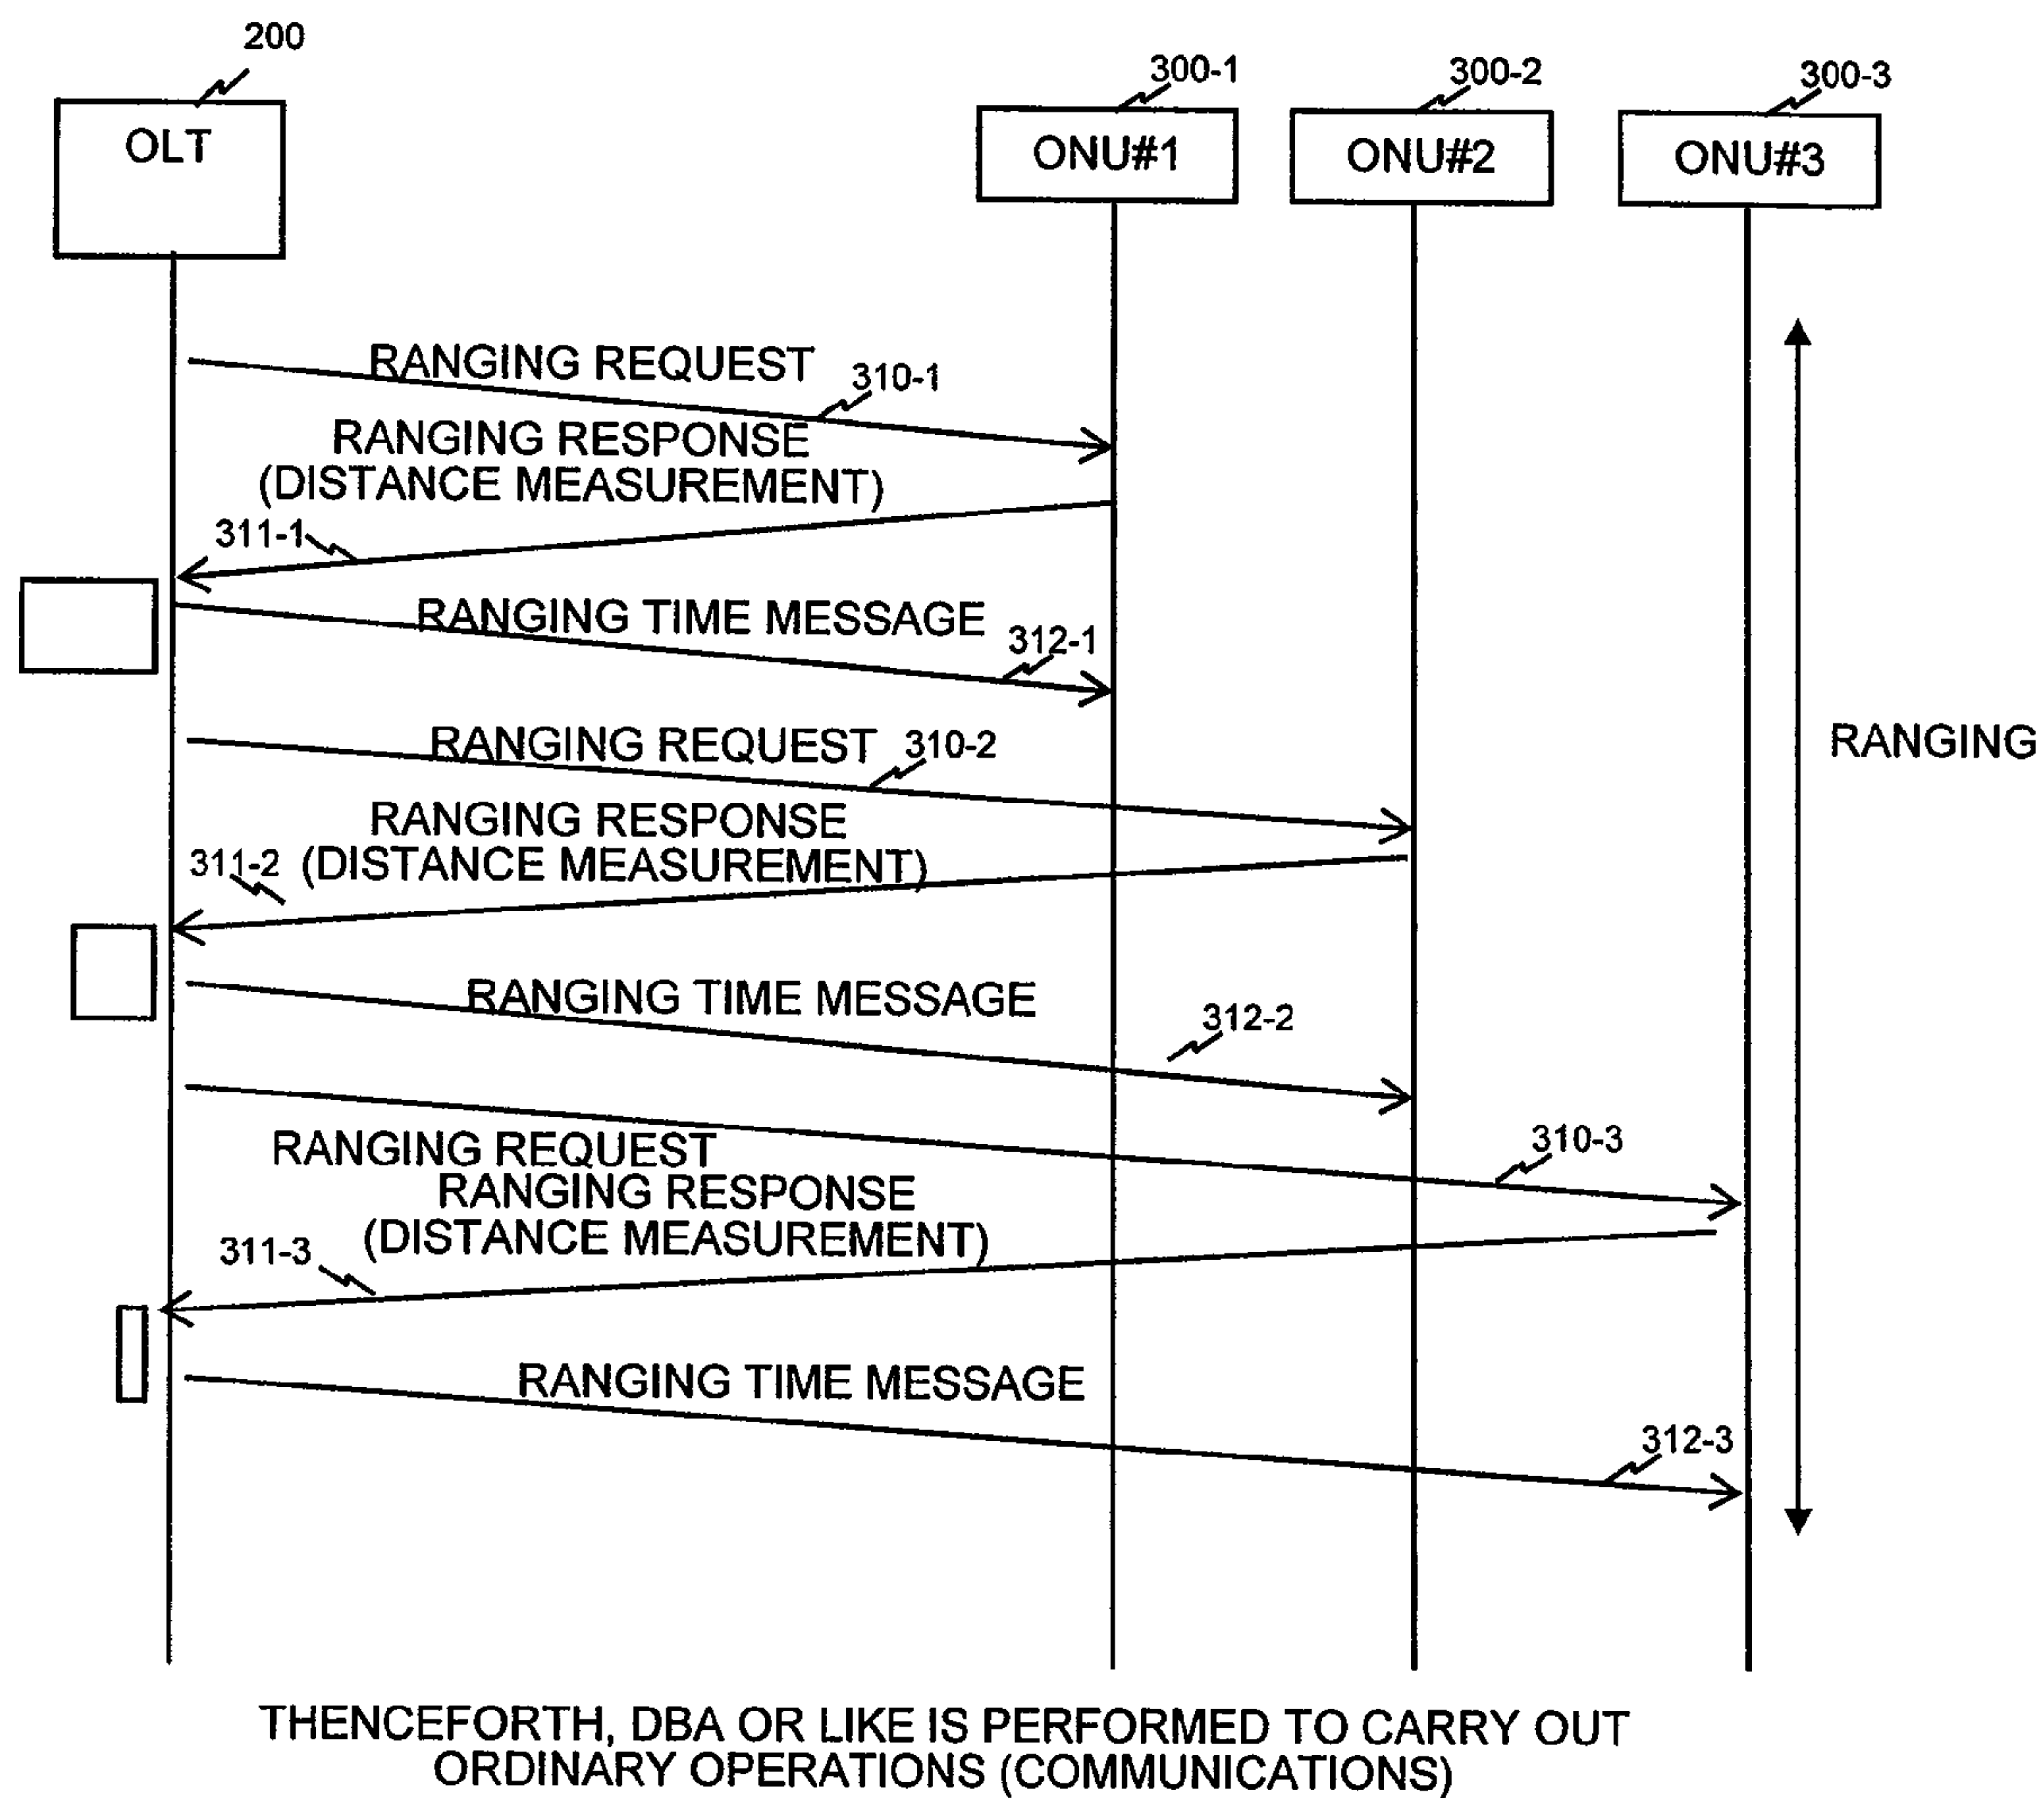 200
300-1
300-2
300-3
OLT
ONU#1
ONU#2
ONU#3
RANGING REQUEST
310-1
RANGING RESPONSE
(DISTANCE MEASUREMENT)
311-1
RANGING TIME MESSAGE
312-1
RANGING REQUEST
310-2
RANGING
RANGING RESPONSE
311-2
(DISTANCE MEASUREMENT)
RANGING TIME MESSAGE
312-2
RANGING REQUEST
310-3
RANGING RESPONSE
(DISTANCE MEASUREMENT)
311-3
RANGING TIME MESSAGE
312-3
THENCEFORTH, DBA OR LIKE IS PERFORMED TO CARRY OUT
ORDINARY OPERATIONS (COMMUNICATIONS)